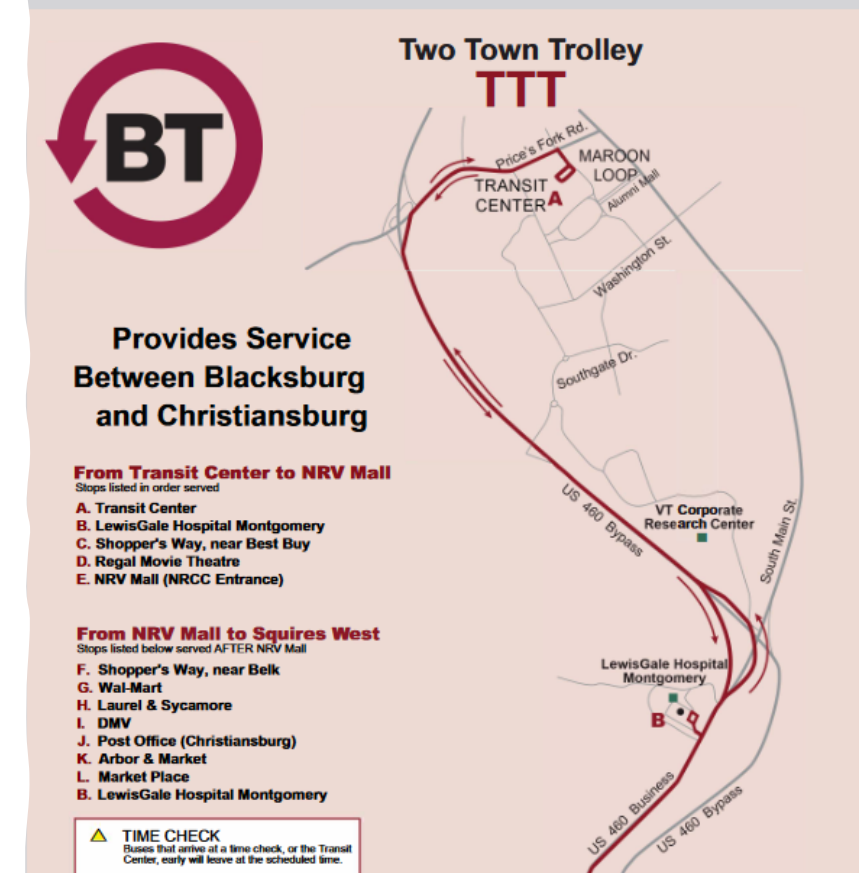 BT
Two Town Trolley
TTT
Price's Fork Rd.
MAROON
LOOP
TRANSIT
CENTER A
Alumni Mall
Washington St.
Southgate Dr.
US 460 Bypass
VT Corporate
Research Center
South Main St.
LewisGale Hospital
Montgomery
B
US 460 Business
US 460 Bypass
Provides Service
Between Blacksburg
and Christiansburg
From Transit Center to NRV Mall
Stops listed in order served
A. Transit Center
B. LewisGale Hospital Montgomery
C. Shopper's Way, near Best Buy
D. Regal Movie Theatre
E. NRV Mall (NRCC Entrance)
From NRV Mall to Squires West
Stops listed below served AFTER NRV Mall
F. Shopper's Way, near Belk
G. Wal-Mart
H. Laurel & Sycamore
I. DMV
J. Post Office (Christiansburg)
K. Arbor & Market
L. Market Place
B. LewisGale Hospital Montgomery
TIME CHECK
Buses that arrive at a time check, or the Transit
Center, early will leave at the scheduled time.